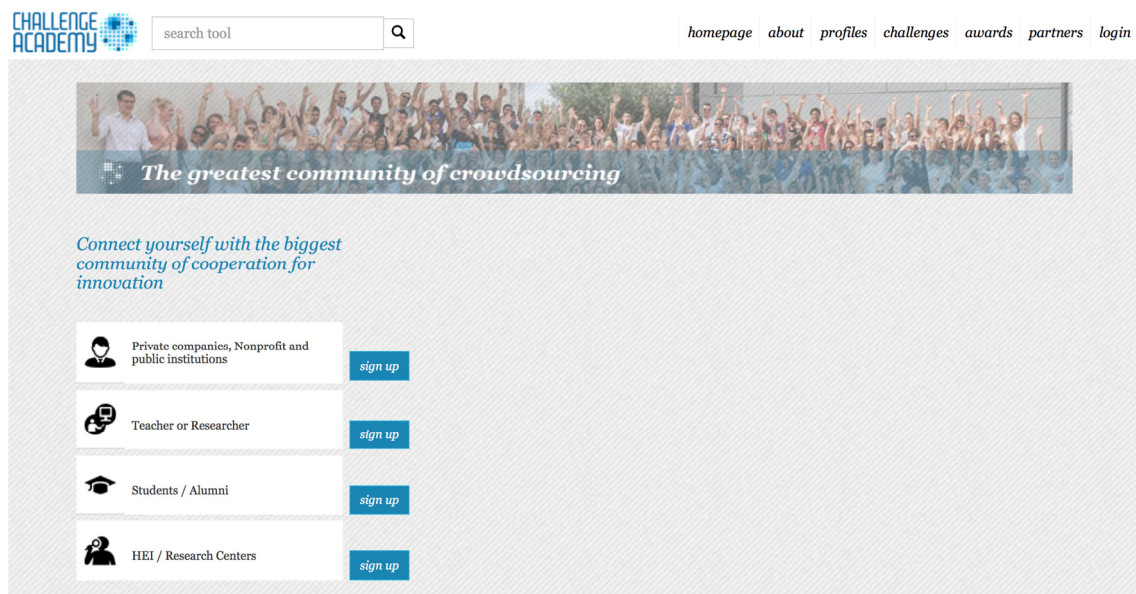 CHALLENGE
ACADEMY
search tool
homepage about profiles challenges awards partners login
The greatest community of crowdsourcing
Connect yourself with the biggest
community of cooperation for
innovation
Private companies, Nonprofit and
public institutions
sign up
Teacher or Researcher
sign up
Students / Alumni
sign up
HEI / Research Centers
sign up